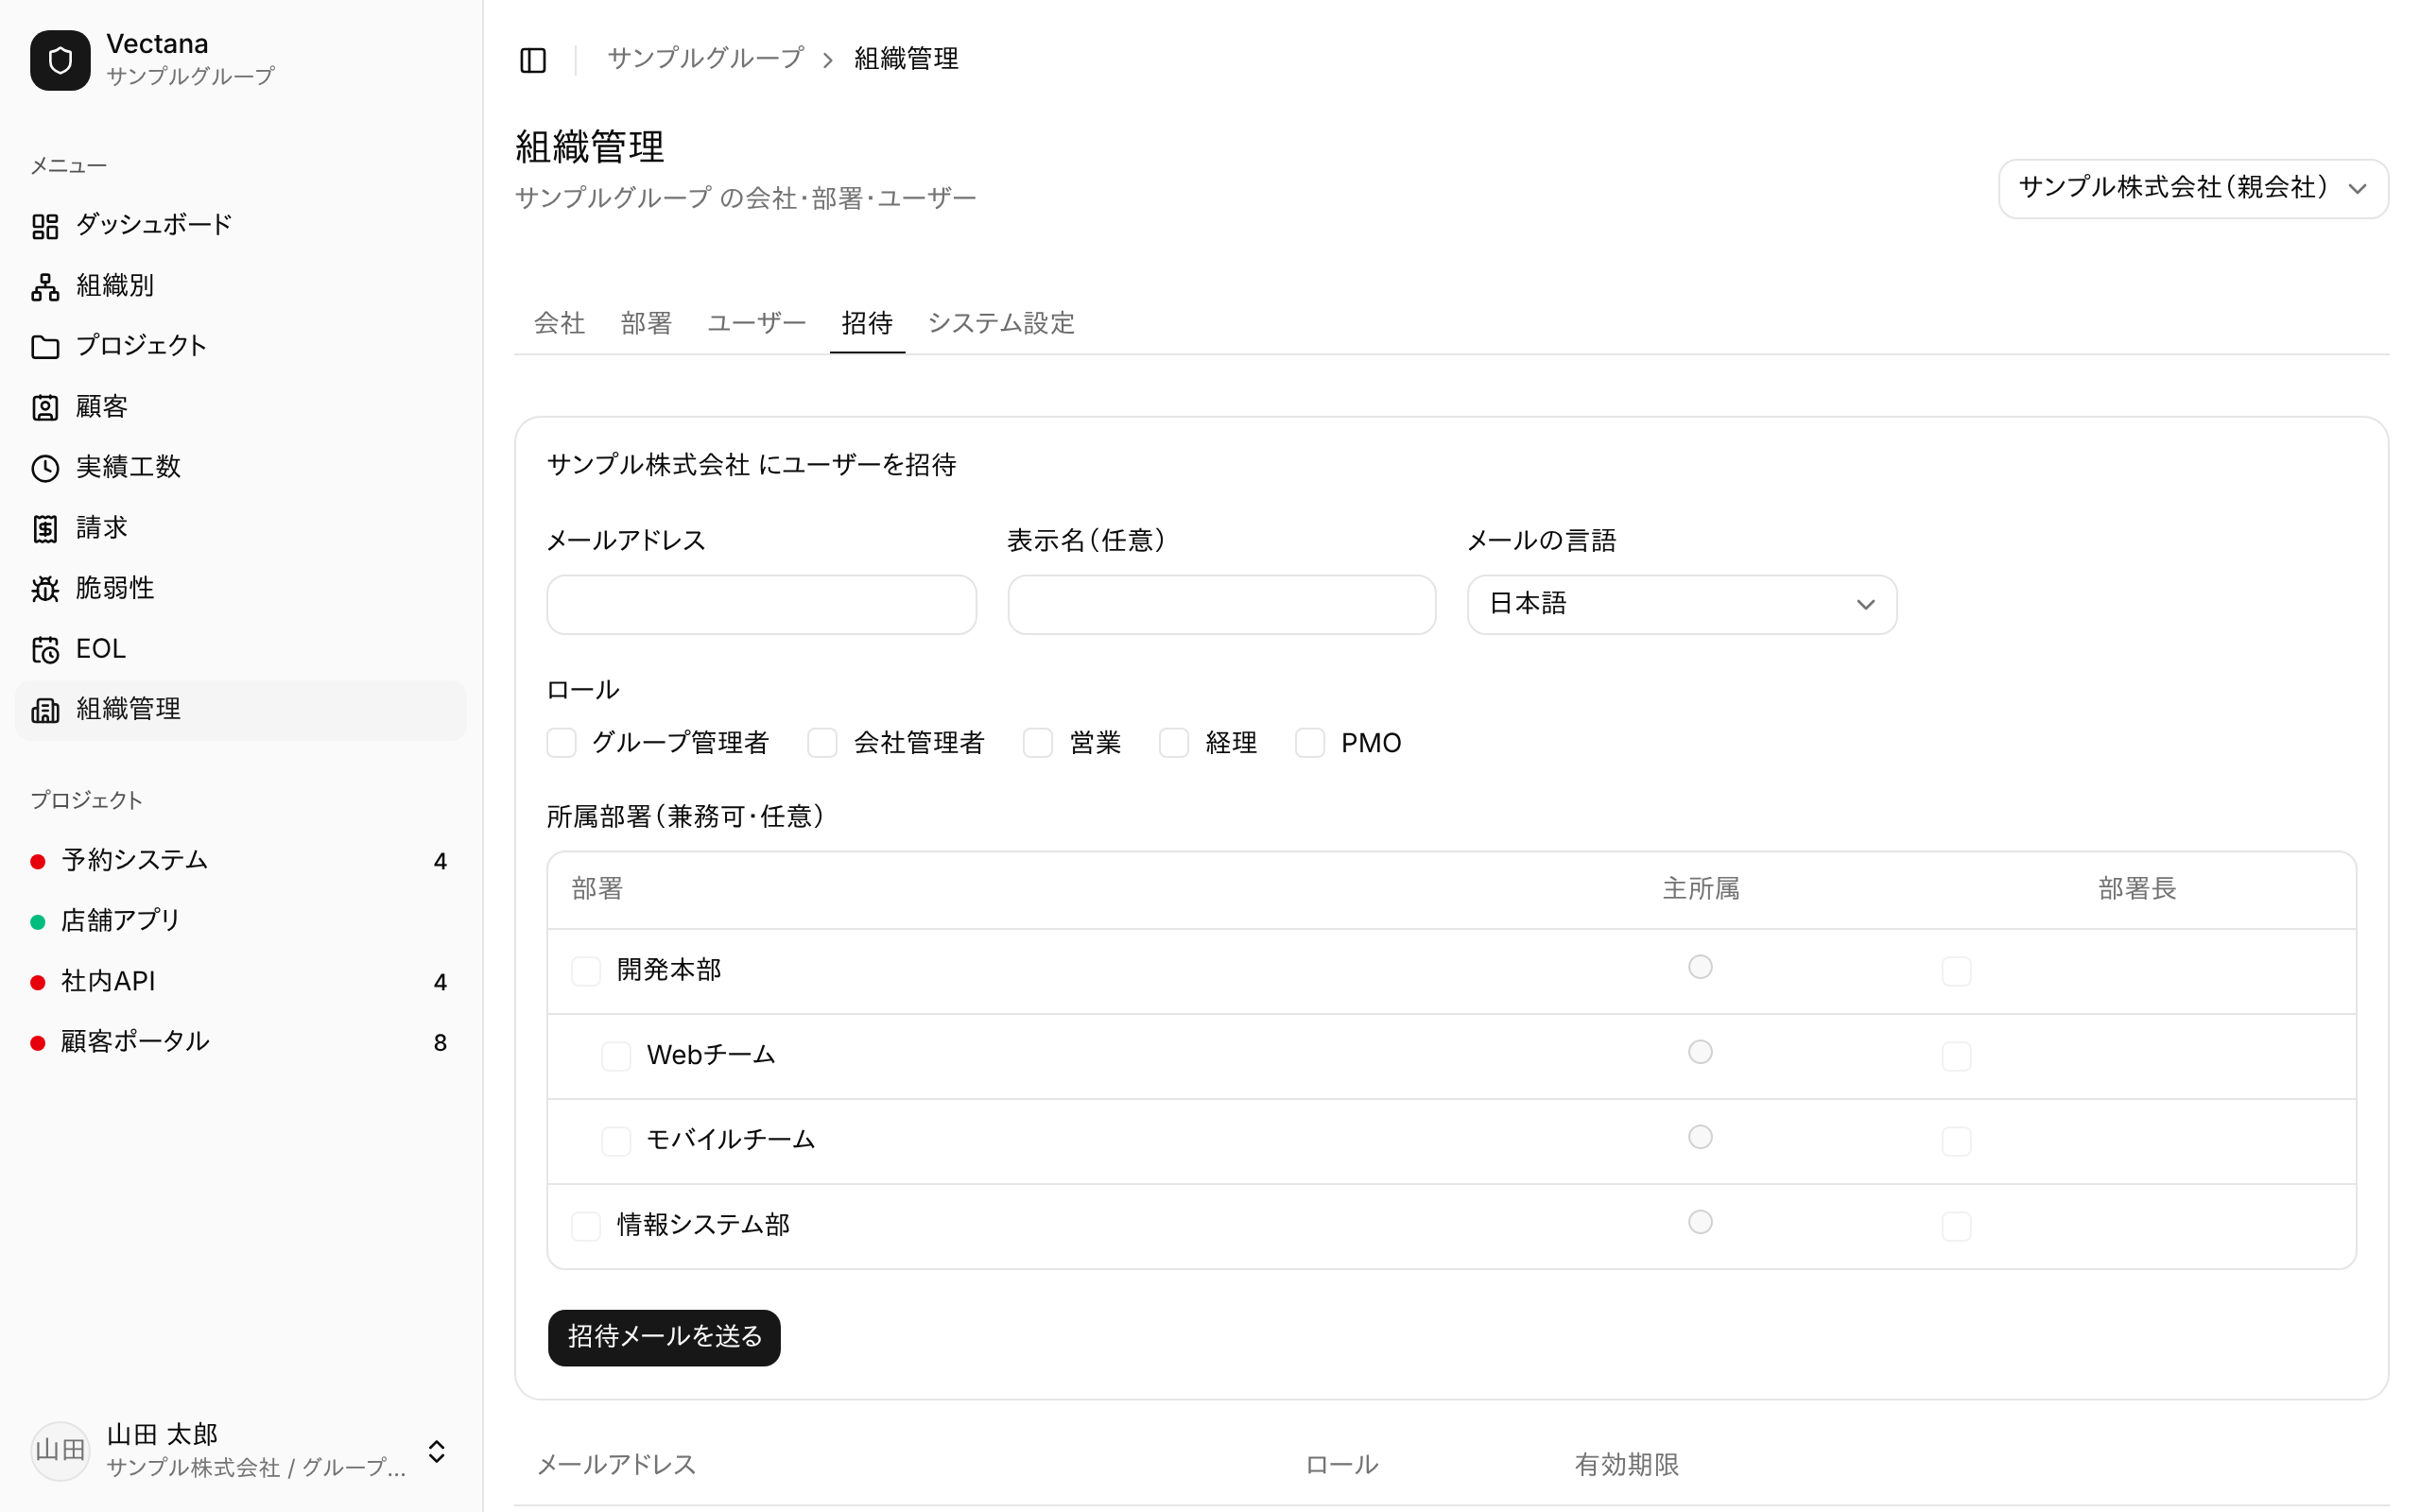 Vectana
サンプルグループ
メニュー
ダッシュボード
組織別
プロジェクト
顧客
実績工数
請求
脆弱性
EOL
組織管理
プロジェクト
予約システム 4
店舗アプリ
社内API 4
顧客ポータル 8
山田
山田 太郎
サンプル株式会社 / グループ...
サンプルグループ > 組織管理
組織管理
サンプルグループ の会社・部署・ユーザー
サンプル株式会社（親会社）
会社 部署 ユーザー 招待 システム設定
サンプル株式会社 にユーザーを招待
メールアドレス 表示名（任意） メールの言語
日本語
ロール
グループ管理者 会社管理者 営業 経理 PMO
所属部署（兼務可・任意）
部署 主所属 部署長
開発本部
Webチーム
モバイルチーム
情報システム部
招待メールを送る
メールアドレス ロール 有効期限